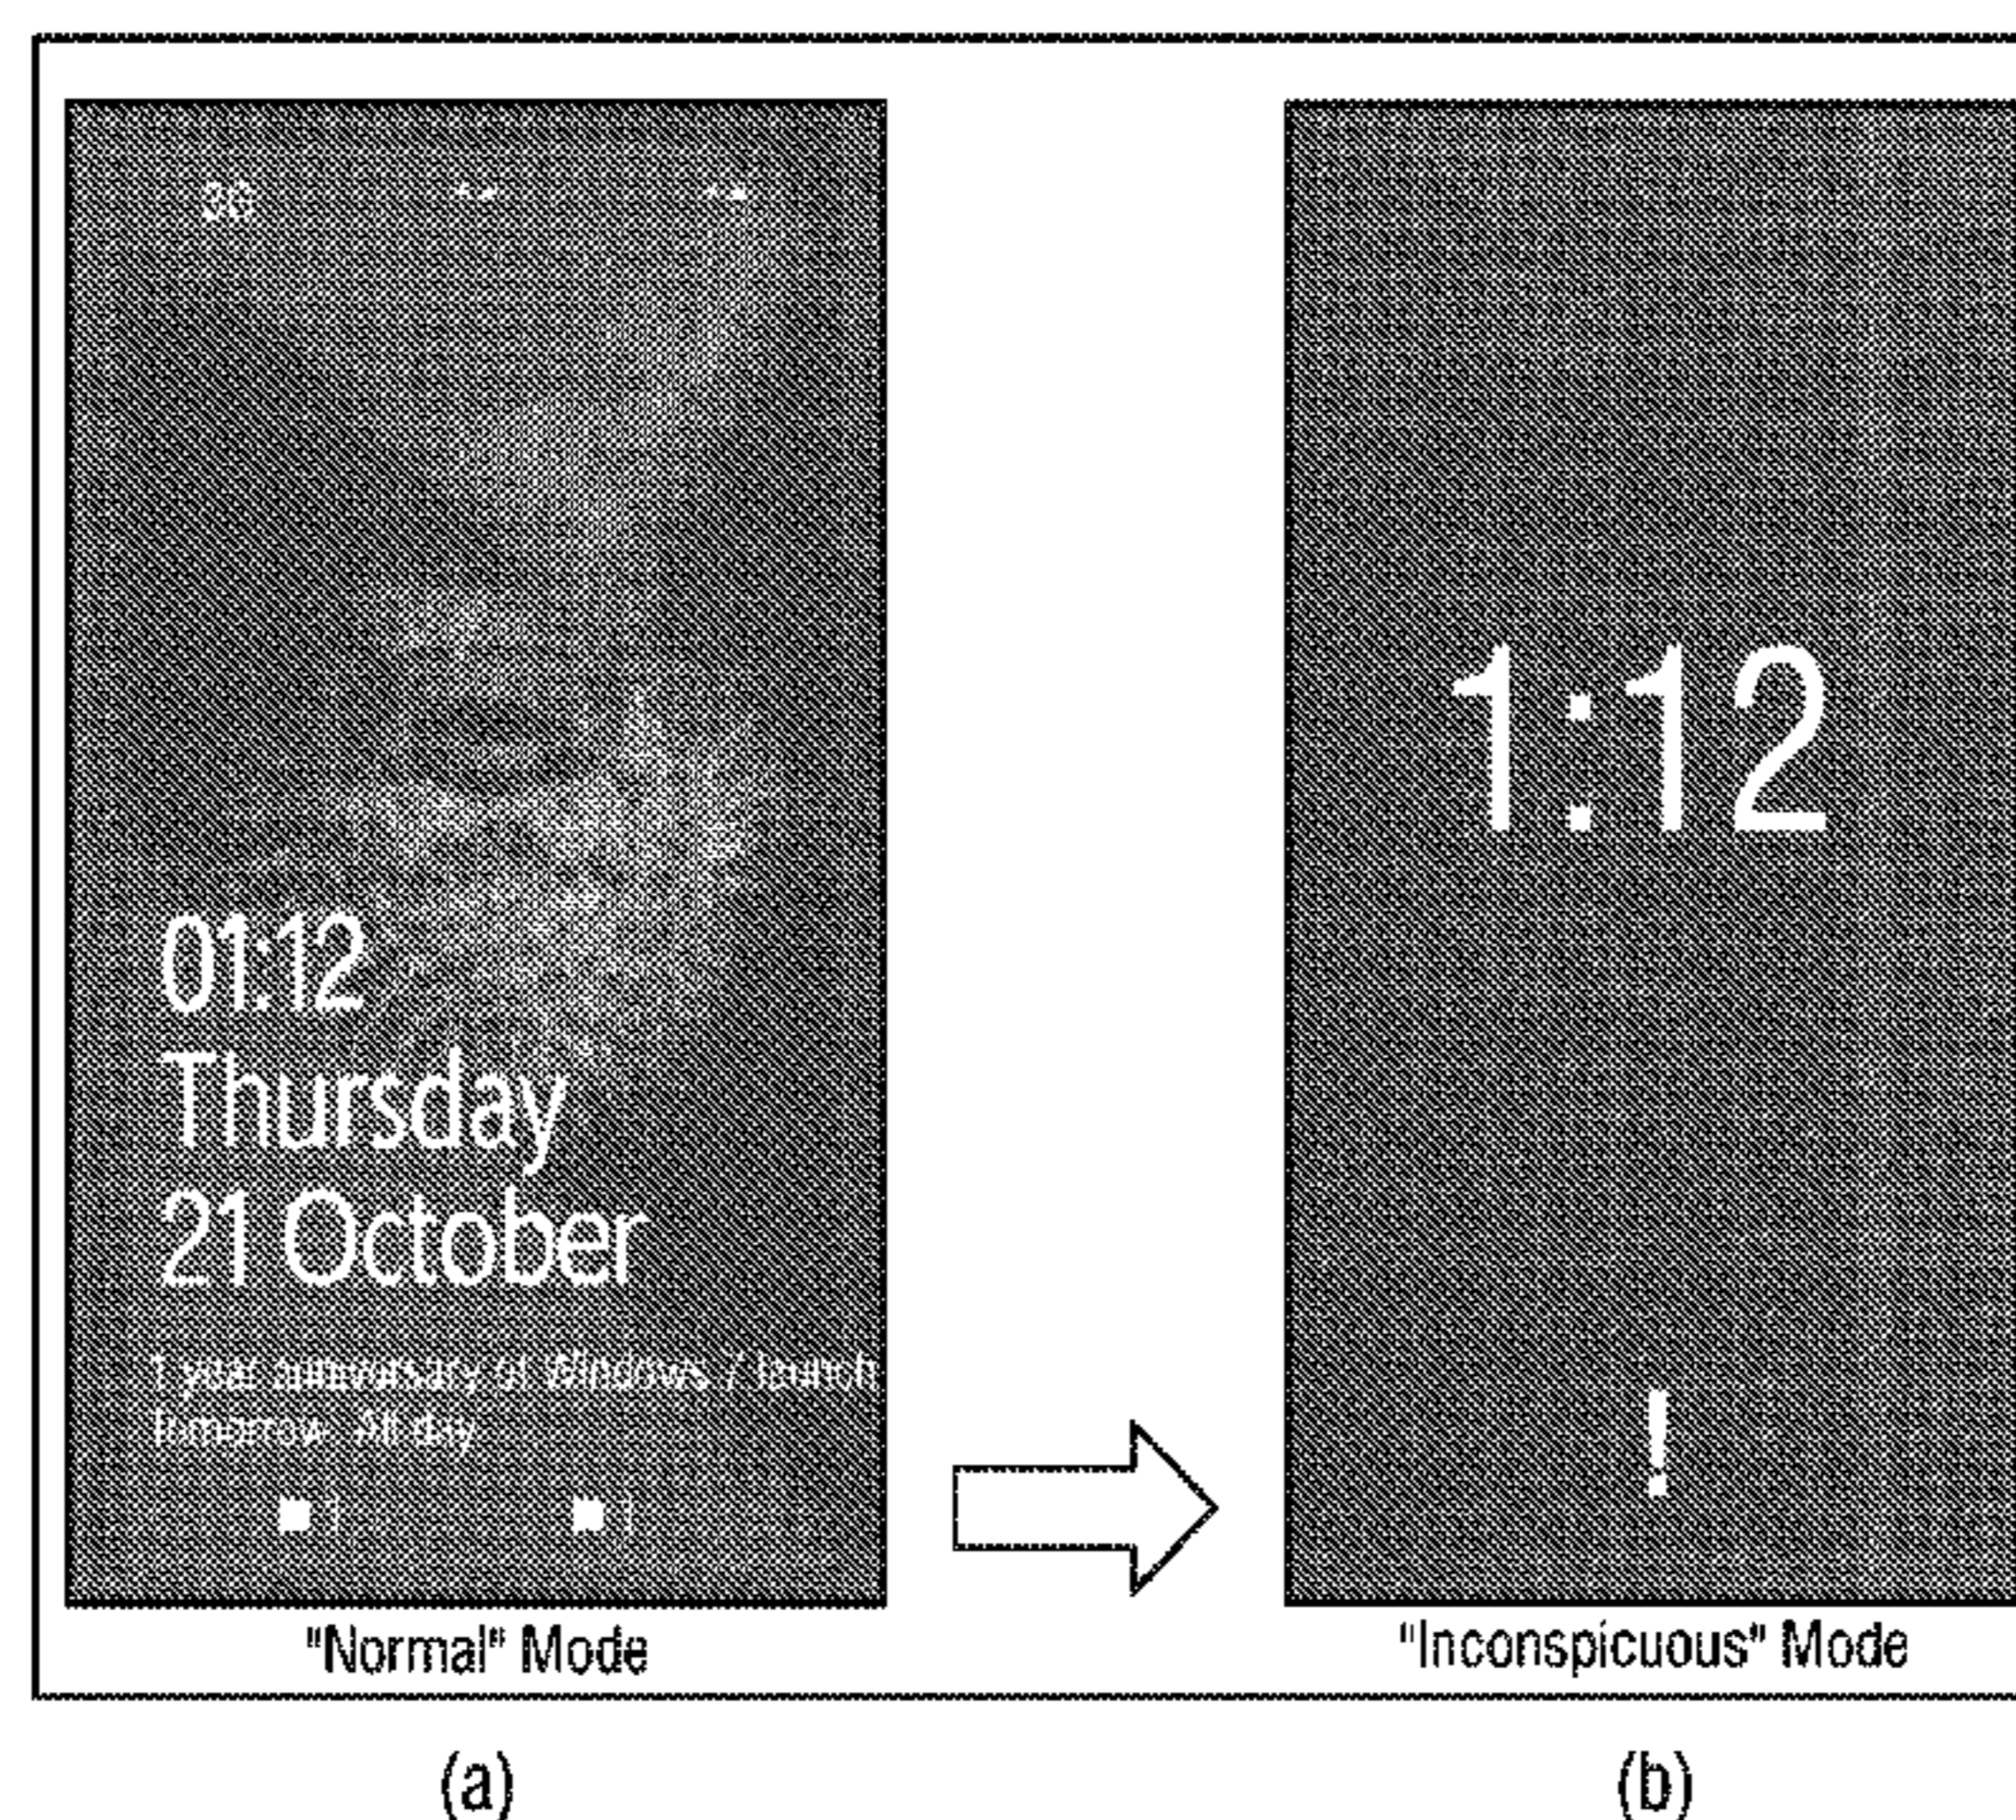 3G
01:12
Thursday
21 October
1 year anniversary of Windows 7 launch
Tomorrow: All day
"Normal" Mode
(a)
1:12
!
"Inconspicuous" Mode
(b)